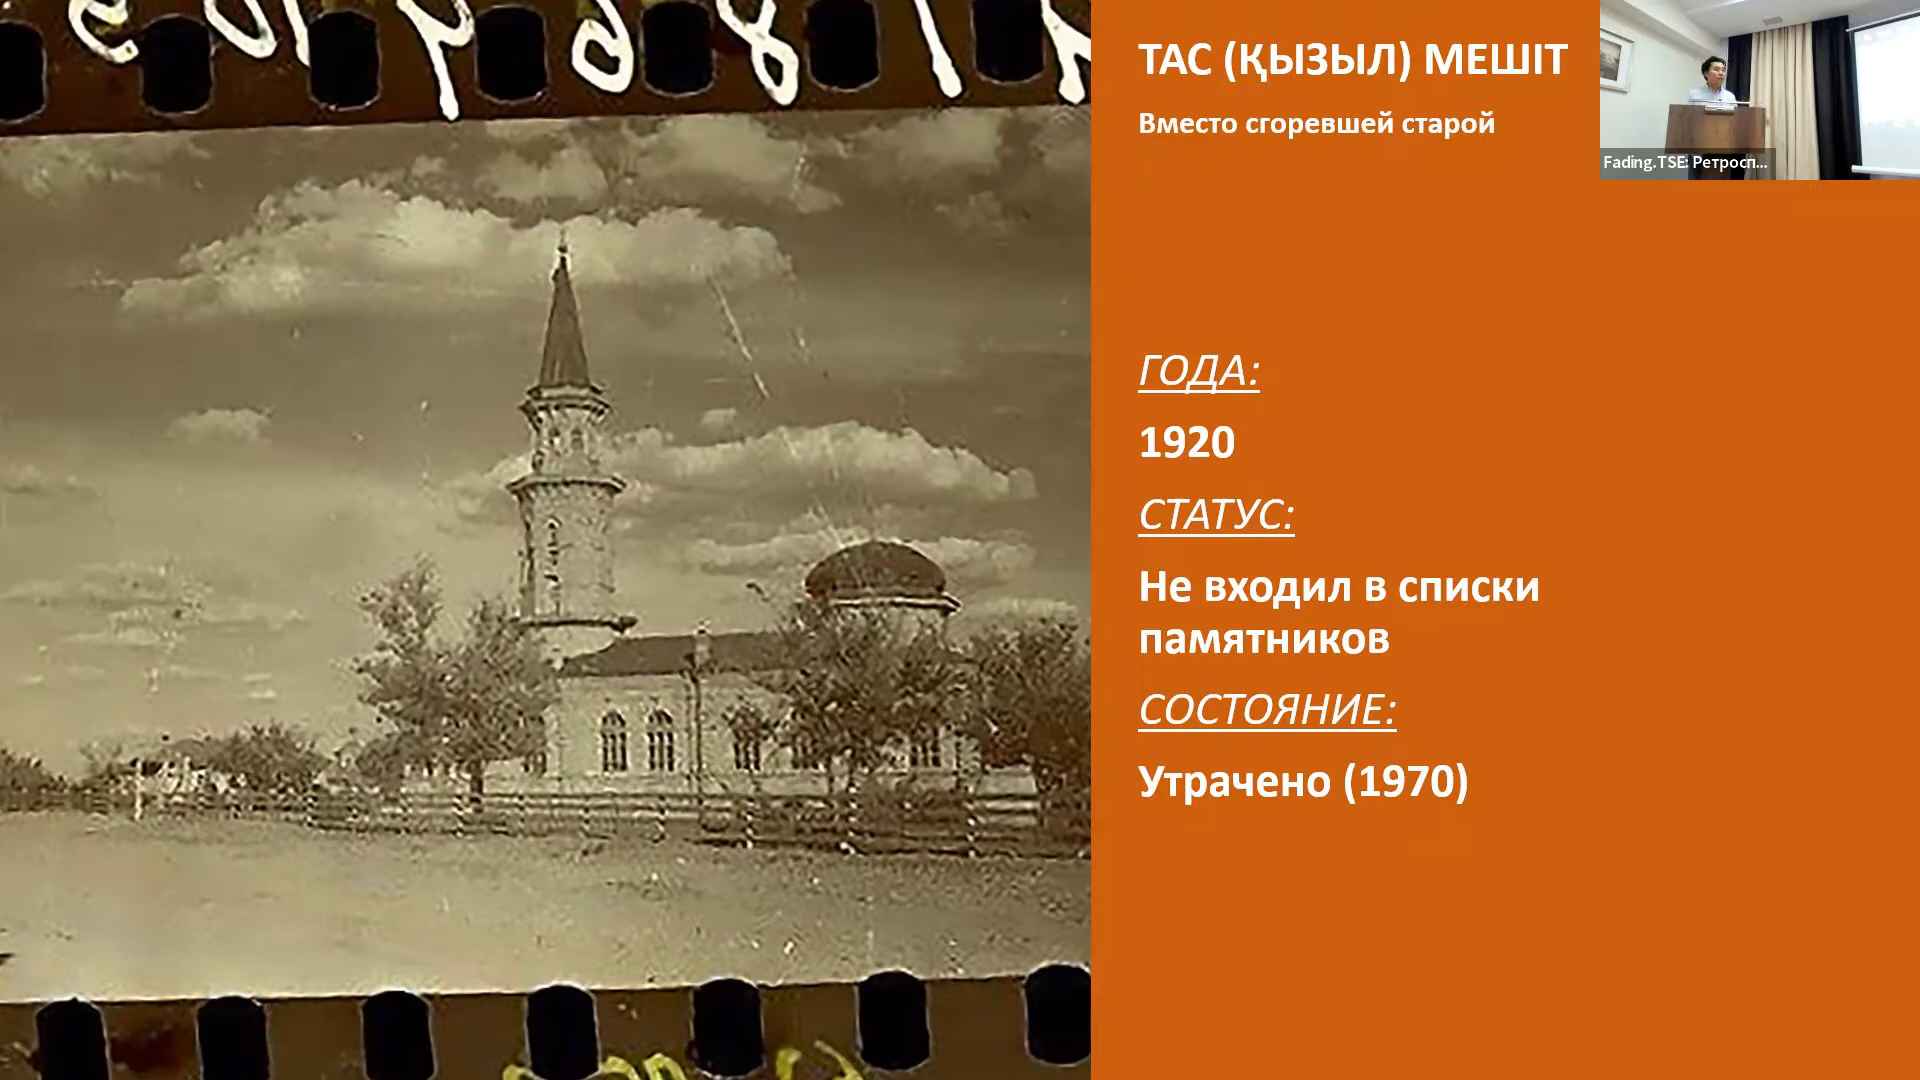 ТАС (ҚЫЗЫЛ) МЕШІТ
Вместо сгоревшей старой
Fading.TSE: Ретросп...
ГОДА:
1920
СТАТУС:
Не входил в списки
памятников
СОСТОЯНИЕ:
Утрачено (1970)